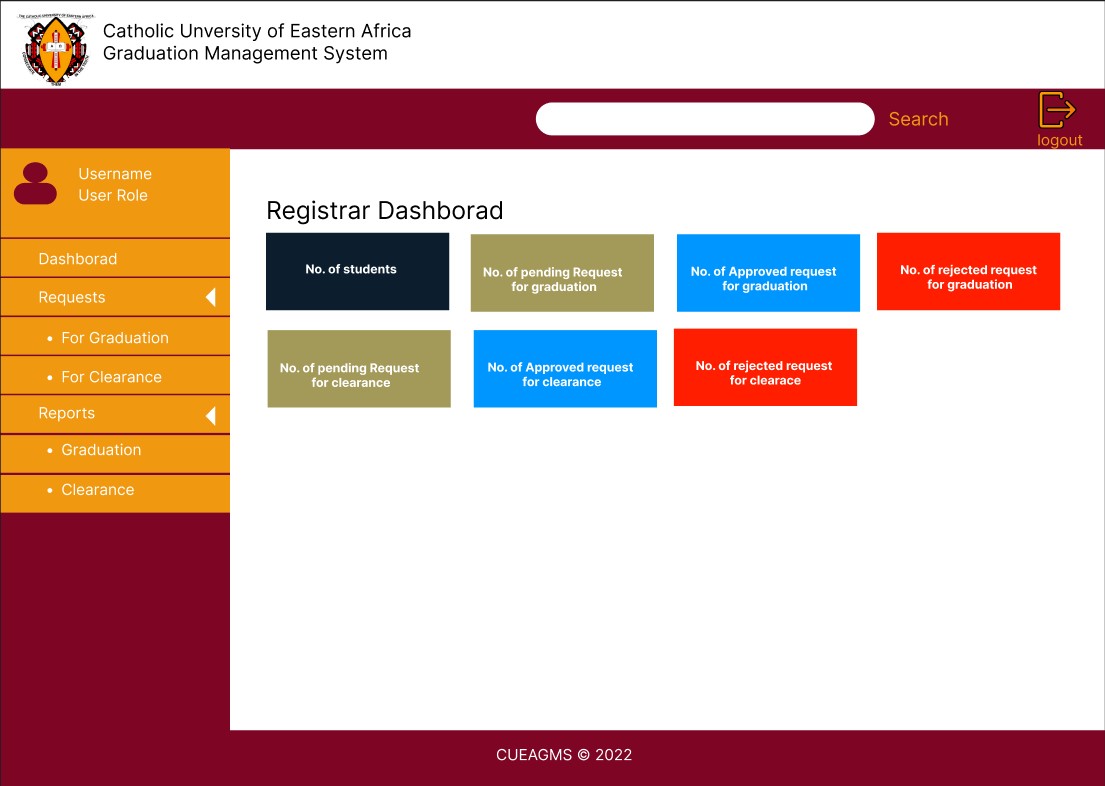 THE CATHOLIC UNIVERSITY OF EASTERN AFRICA
Catholic Unversity of Eastern Africa
Graduation Management System
Search
logout
Username
User Role
Dashborad
Requests
• For Graduation
• For Clearance
Reports
• Graduation
• Clearance
Registrar Dashborad
No. of students
No. of pending Request
for graduation
No. of Approved request
for graduation
No. of rejected request
for graduation
No. of pending Request
for clearance
No. of Approved request
for clearance
No. of rejected request
for clearace
CUEAGMS © 2022